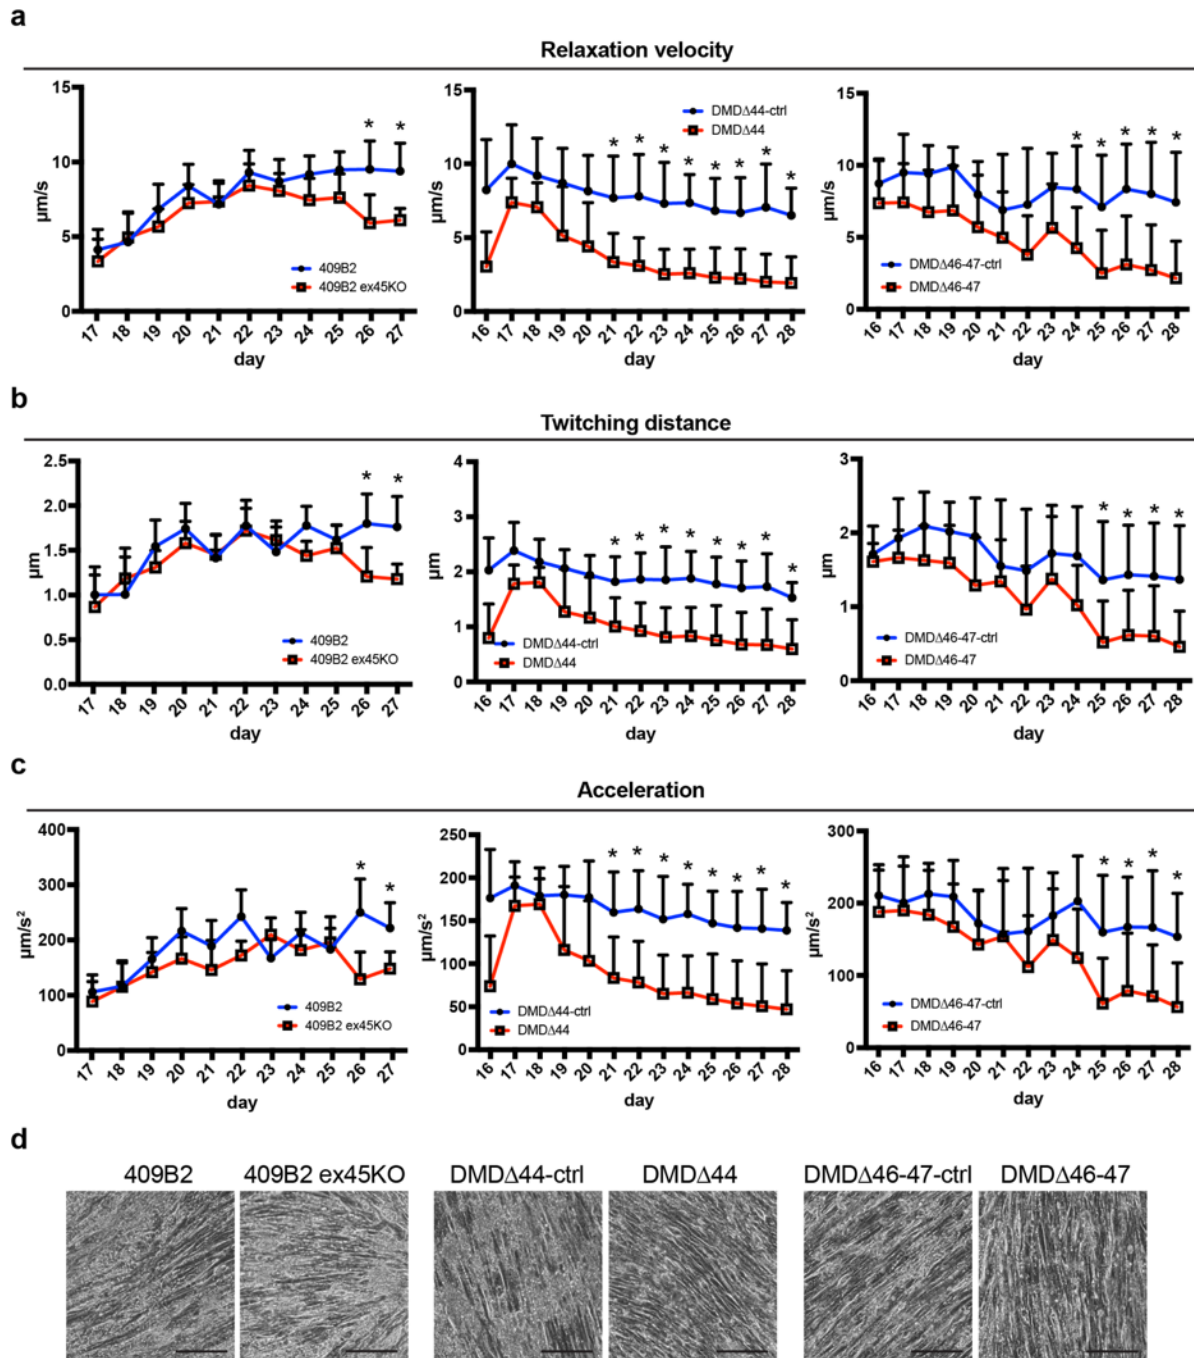 a
Relaxation velocity
15
10
5
0
µm/s
409B2
409B2 ex45KO
17 18 19 20 21 22 23 24 25 26 27
day
* *
15
10
5
0
µm/s
DMDΔ44-ctrl
DMDΔ44
* * * * * * * *
16 17 18 19 20 21 22 23 24 25 26 27 28
day
15
10
5
0
µm/s
* * * * *
DMDΔ46-47-ctrl
DMDΔ46-47
16 17 18 19 20 21 22 23 24 25 26 27 28
day
b
Twitching distance
2.5
2.0
1.5
1.0
0.5
0.0
µm
* *
409B2
409B2 ex45KO
17 18 19 20 21 22 23 24 25 26 27
day
4
3
2
1
0
µm
* * * * * * * *
DMDΔ44-ctrl
DMDΔ44
16 17 18 19 20 21 22 23 24 25 26 27 28
day
3
2
1
0
µm
* * * *
DMDΔ46-47-ctrl
DMDΔ46-47
16 17 18 19 20 21 22 23 24 25 26 27 28
day
c
Acceleration
400
300
200
100
0
µm/s²
* *
409B2
409B2 ex45KO
17 18 19 20 21 22 23 24 25 26 27
day
250
200
150
100
50
0
µm/s²
* * * * * * * *
DMDΔ44-ctrl
DMDΔ44
16 17 18 19 20 21 22 23 24 25 26 27 28
day
300
200
100
0
µm/s²
* * * *
DMDΔ46-47-ctrl
DMDΔ46-47
16 17 18 19 20 21 22 23 24 25 26 27 28
day
d
409B2 409B2 ex45KO DMDΔ44-ctrl DMDΔ44 DMDΔ46-47-ctrl DMDΔ46-47